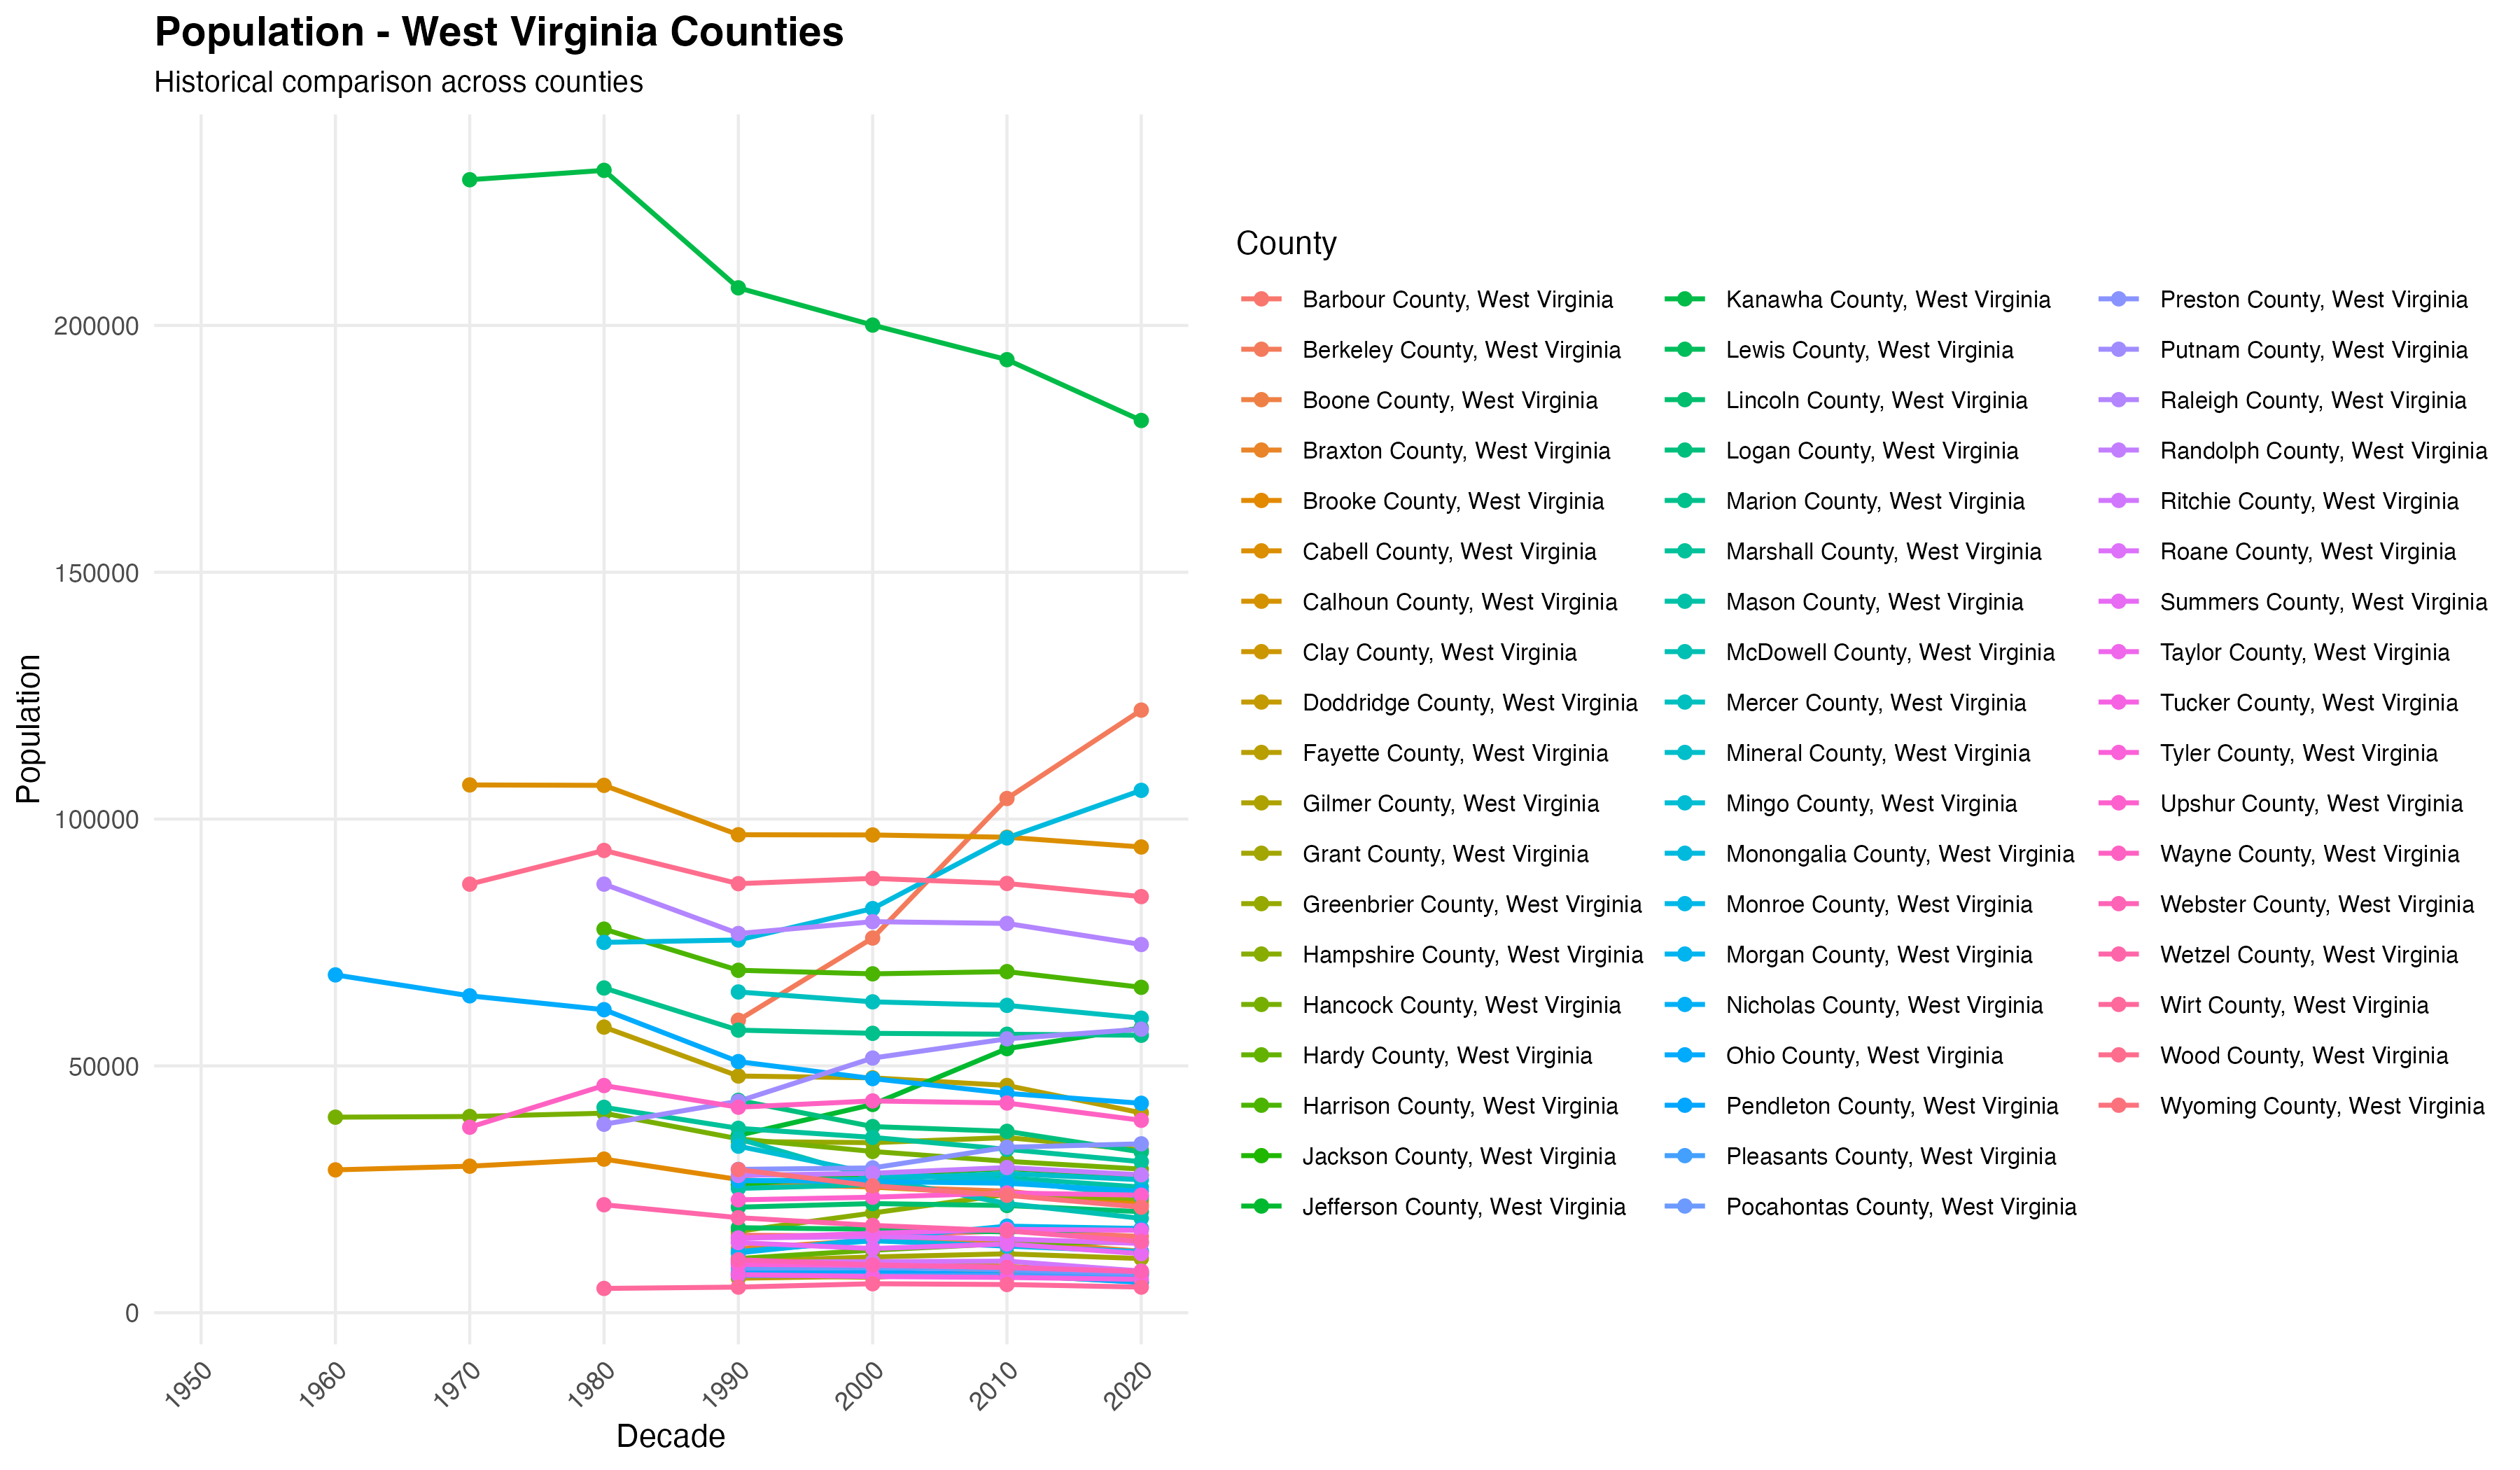 Population - West Virginia Counties
Historical comparison across counties
Population
200000
150000
100000
50000
0
1950
1960
1970
1980
1990
2000
2010
2020
Decade
County
Barbour County, West Virginia
Berkeley County, West Virginia
Boone County, West Virginia
Braxton County, West Virginia
Brooke County, West Virginia
Cabell County, West Virginia
Calhoun County, West Virginia
Clay County, West Virginia
Doddridge County, West Virginia
Fayette County, West Virginia
Gilmer County, West Virginia
Grant County, West Virginia
Greenbrier County, West Virginia
Hampshire County, West Virginia
Hancock County, West Virginia
Hardy County, West Virginia
Harrison County, West Virginia
Jackson County, West Virginia
Jefferson County, West Virginia
Kanawha County, West Virginia
Lewis County, West Virginia
Lincoln County, West Virginia
Logan County, West Virginia
Marion County, West Virginia
Marshall County, West Virginia
Mason County, West Virginia
McDowell County, West Virginia
Mercer County, West Virginia
Mineral County, West Virginia
Mingo County, West Virginia
Monongalia County, West Virginia
Monroe County, West Virginia
Morgan County, West Virginia
Nicholas County, West Virginia
Ohio County, West Virginia
Pendleton County, West Virginia
Pleasants County, West Virginia
Pocahontas County, West Virginia
Preston County, West Virginia
Putnam County, West Virginia
Raleigh County, West Virginia
Randolph County, West Virginia
Ritchie County, West Virginia
Roane County, West Virginia
Summers County, West Virginia
Taylor County, West Virginia
Tucker County, West Virginia
Tyler County, West Virginia
Upshur County, West Virginia
Wayne County, West Virginia
Webster County, West Virginia
Wetzel County, West Virginia
Wirt County, West Virginia
Wood County, West Virginia
Wyoming County, West Virginia